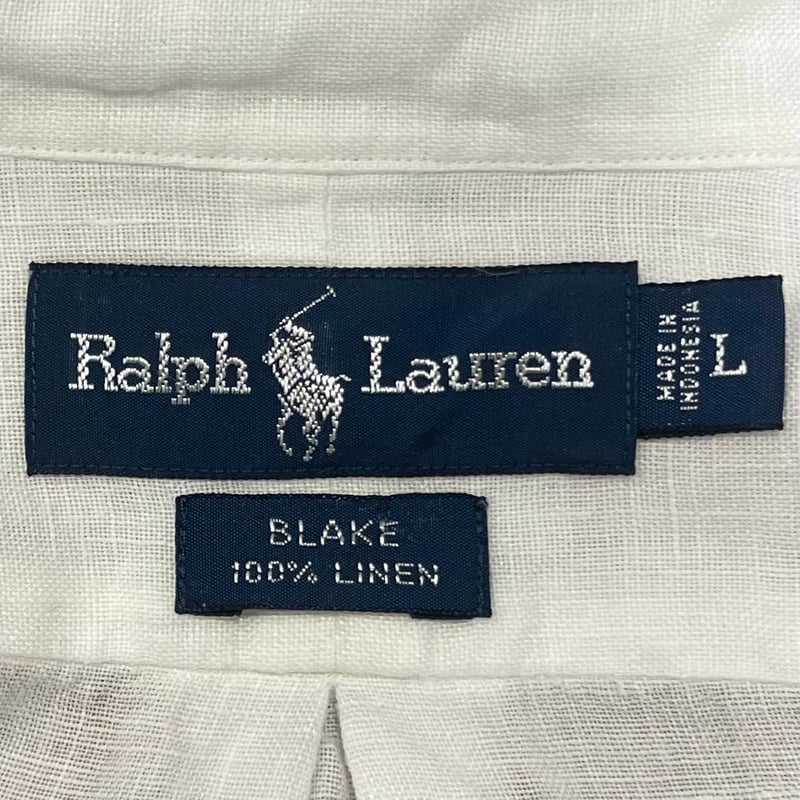 Ralph Lauren
MADE IN
INDONESIA
L
BLAKE
100% LINEN